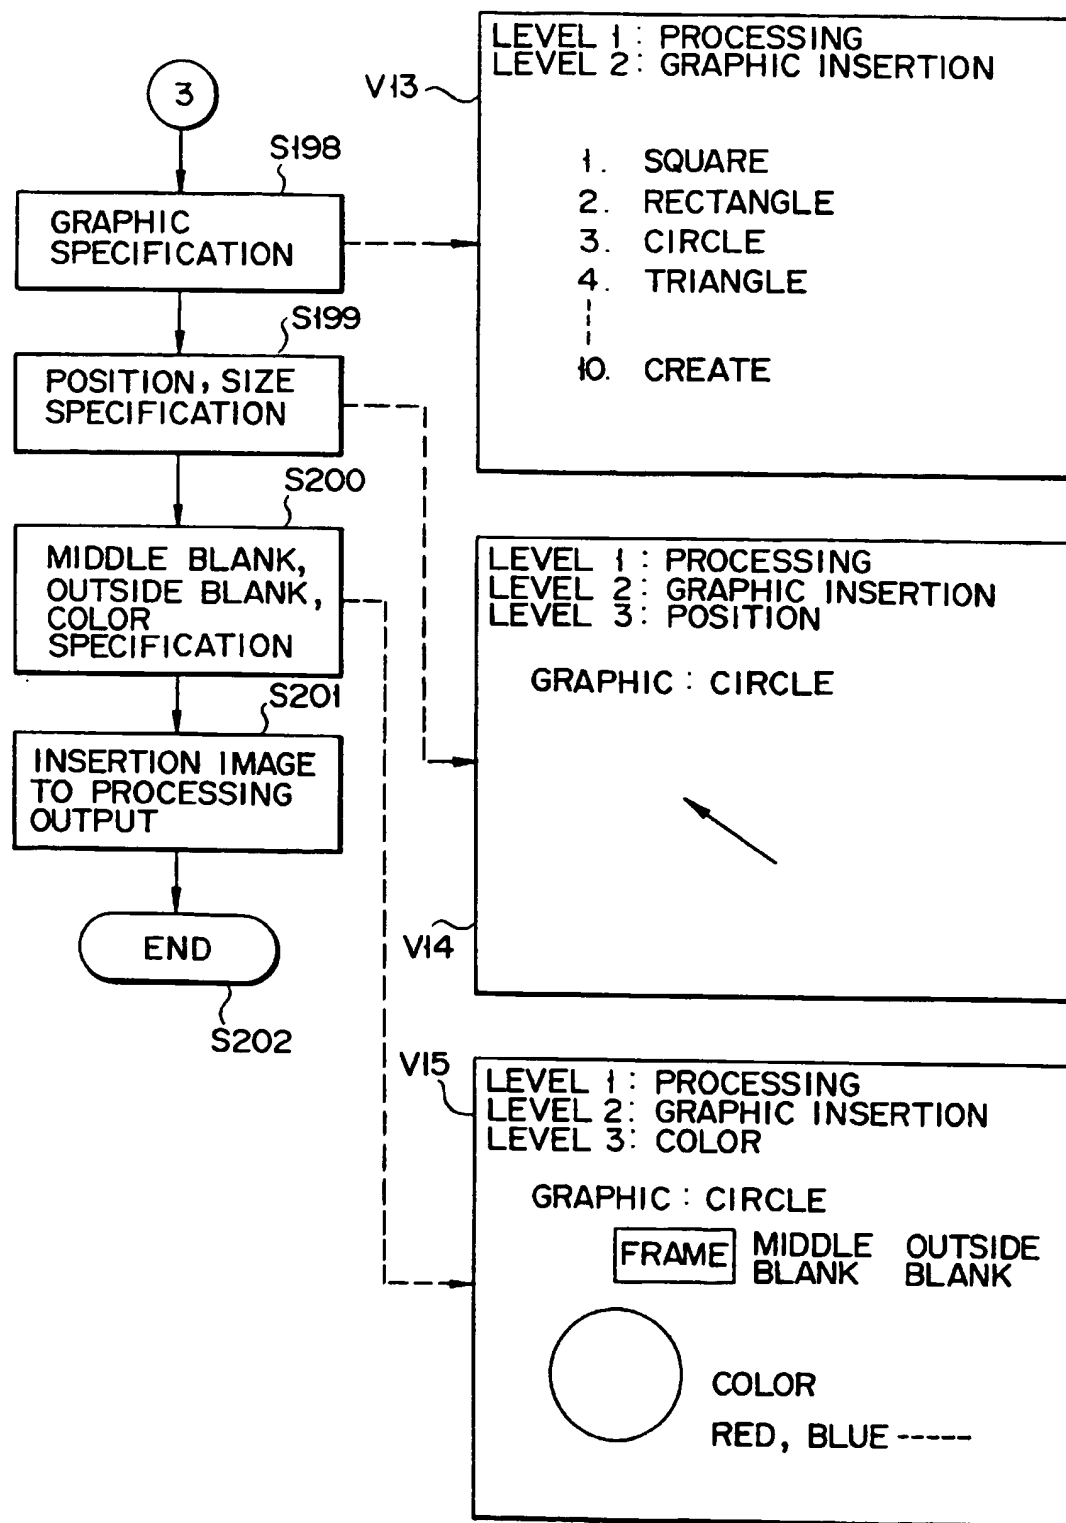 3
S198
GRAPHIC
SPECIFICATION
S199
POSITION, SIZE
SPECIFICATION
S200
MIDDLE BLANK,
OUTSIDE BLANK,
COLOR
SPECIFICATION
S201
INSERTION IMAGE
TO PROCESSING
OUTPUT
END
S202
V13
LEVEL 1: PROCESSING
LEVEL 2: GRAPHIC INSERTION
1. SQUARE
2. RECTANGLE
3. CIRCLE
4. TRIANGLE
10. CREATE
V14
LEVEL 1: PROCESSING
LEVEL 2: GRAPHIC INSERTION
LEVEL 3: POSITION
GRAPHIC: CIRCLE
V15
LEVEL 1: PROCESSING
LEVEL 2: GRAPHIC INSERTION
LEVEL 3: COLOR
GRAPHIC: CIRCLE
FRAME MIDDLE OUTSIDE
BLANK BLANK
COLOR
RED, BLUE -----